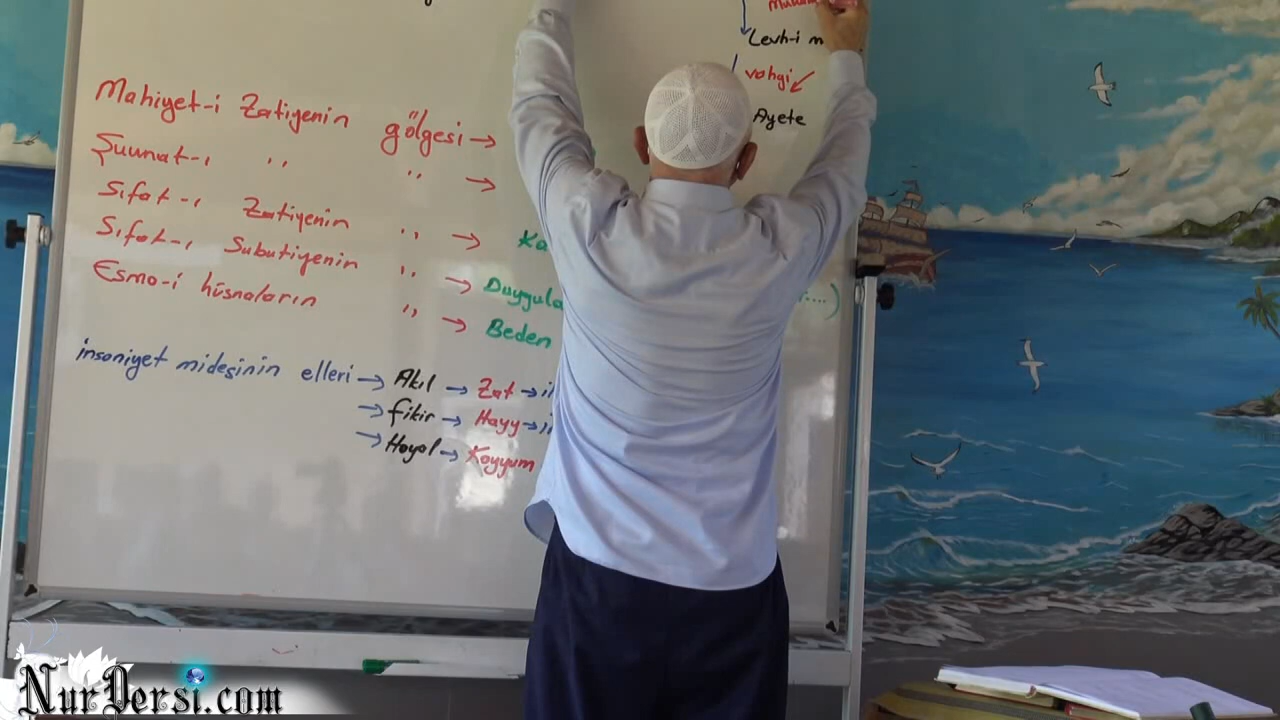 Levh-i
vahyi
Ayete
Mahiyet-i Zatiyenin gölgesi →
Şuunat-ı ,, ,, →
Sıfat-ı Zatiyenin ,, →
Sıfat-ı Subutiyenin ,, → Duygula
Esma-i hüsnaların ,, → Beden
insaniyet midesinin elleri → Akıl → Zat →
→ fikir → Hayy →
→ Hayal → Kayyum
NurDersi.com